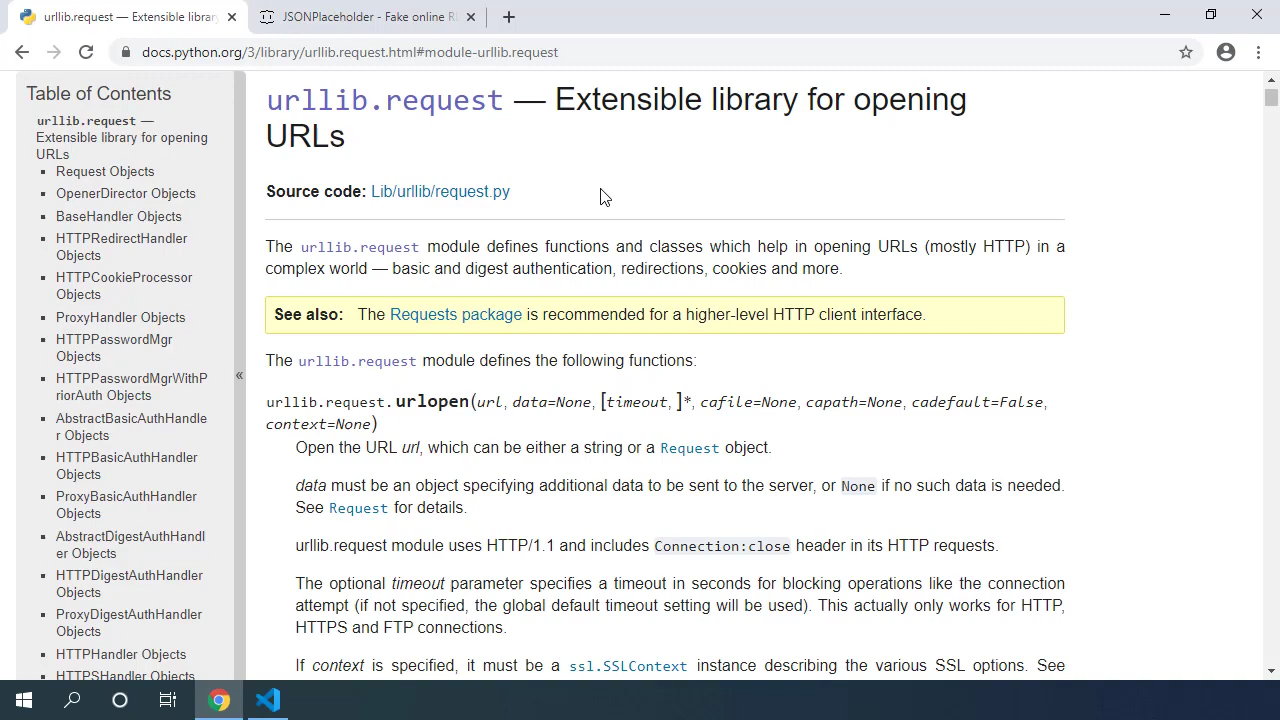 urllib.request — Extensible library
JSONPlaceholder - Fake online R
docs.python.org/3/library/urllib.request.html#module-urllib.request
Table of Contents
urllib.request —
Extensible library for opening
URLs
Request Objects
OpenerDirector Objects
BaseHandler Objects
HTTPRedirectHandler
Objects
HTTPCookieProcessor
Objects
ProxyHandler Objects
HTTPPasswordMgr
Objects
HTTPPasswordMgrWithP
riorAuth Objects
AbstractBasicAuthHandle
r Objects
HTTPBasicAuthHandler
Objects
ProxyBasicAuthHandler
Objects
AbstractDigestAuthHandl
er Objects
HTTPDigestAuthHandler
Objects
ProxyDigestAuthHandler
Objects
HTTPHandler Objects
HTTPSHandler Objects
«
urllib.request — Extensible library for opening
URLs
Source code: Lib/urllib/request.py
The urllib.request module defines functions and classes which help in opening URLs (mostly HTTP) in a
complex world — basic and digest authentication, redirections, cookies and more.
See also: The Requests package is recommended for a higher-level HTTP client interface.
The urllib.request module defines the following functions:
urllib.request.urlopen(url, data=None, [timeout, ]*, cafile=None, capath=None, cadefault=False,
context=None)
Open the URL url, which can be either a string or a Request object.
data must be an object specifying additional data to be sent to the server, or None if no such data is needed.
See Request for details.
urllib.request module uses HTTP/1.1 and includes Connection:close header in its HTTP requests.
The optional timeout parameter specifies a timeout in seconds for blocking operations like the connection
attempt (if not specified, the global default timeout setting will be used). This actually only works for HTTP,
HTTPS and FTP connections.
If context is specified, it must be a ssl.SSLContext instance describing the various SSL options. See